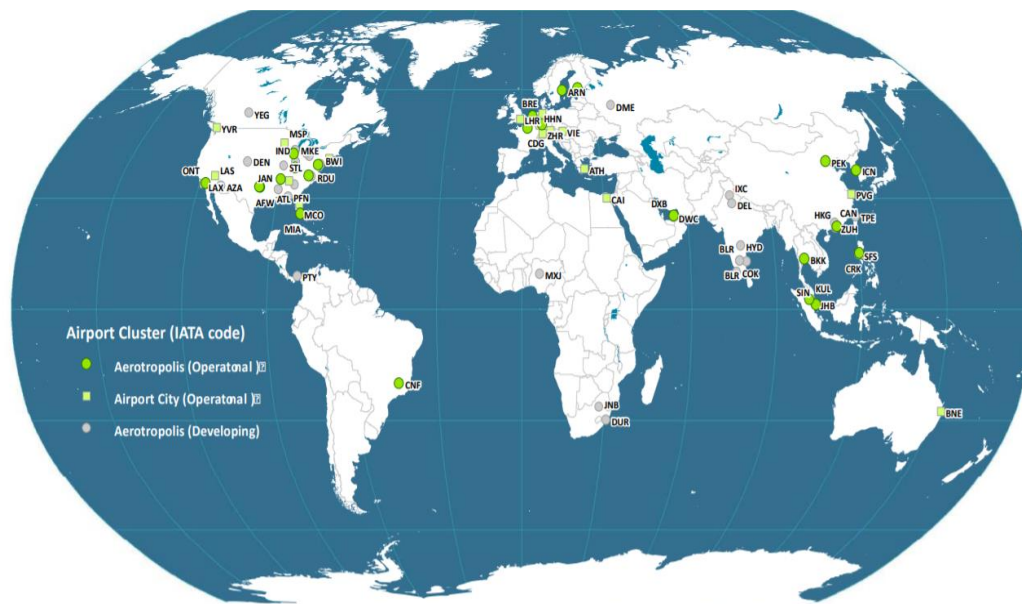 YEG
YVR
MSP
IND
MKE
DEN
STL
BWI
ONT
LAS
JAN
RDU
LAX
AZA
AFW
ATL
PFN
MCO
MIA
PTY
CNF
ARN
BRE
DME
LHR
HHN
ZHR
VIE
CDG
ATH
CAI
DXB
DWC
MXJ
JNB
DUR
IXC
DEL
BLR
HYD
BLR
COK
PEK
ICN
PVG
HKG
CAN
TPE
ZUH
BKK
SFS
CRK
SIN
KUL
JHB
BNE
Airport Cluster (IATA code)
Aerotropolis (Operatonal )
Airport City (Operatonal )
Aerotropolis (Developing)